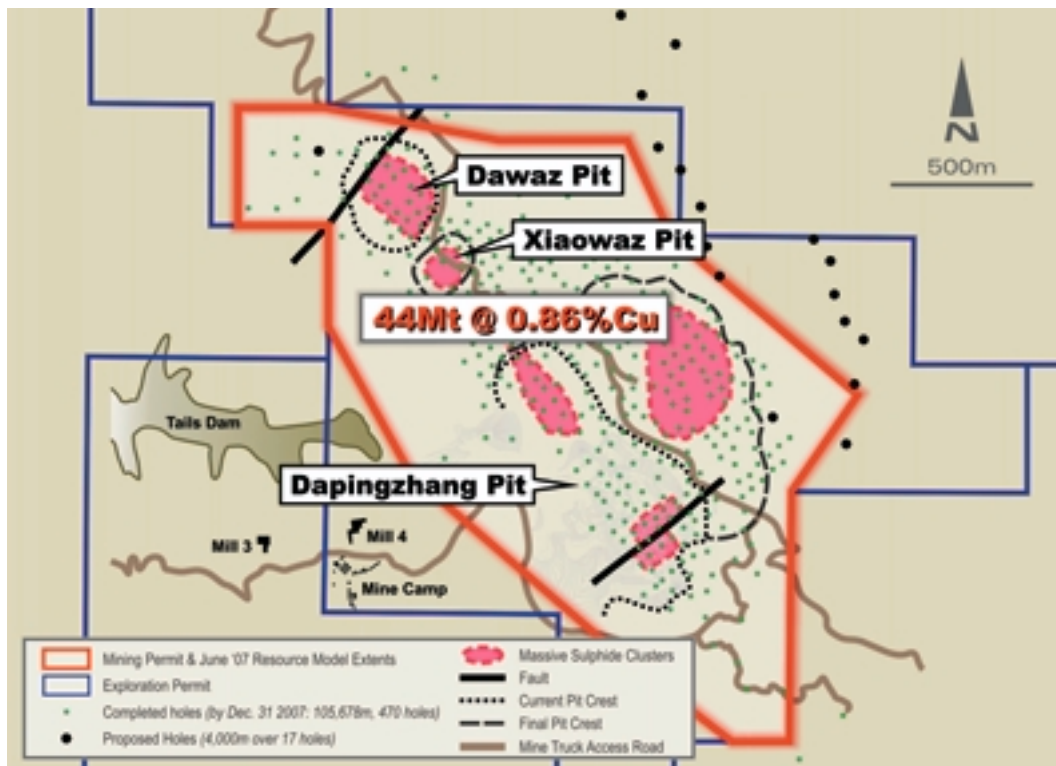 N
500m
Dawaz Pit
Xiaowaz Pit
44Mt @ 0.86%Cu
Tails Dam
Dapingzhang Pit
Mill 3
Mill 4
Mine Camp
Mining Permit & June '07 Resource Model Extents
Exploration Permit
Completed holes (by Dec. 31 2007: 105,678m, 470 holes)
Proposed Holes (4,000m over 17 holes)
Massive Sulphide Clusters
Fault
Current Pit Crest
Final Pit Crest
Mine Truck Access Road